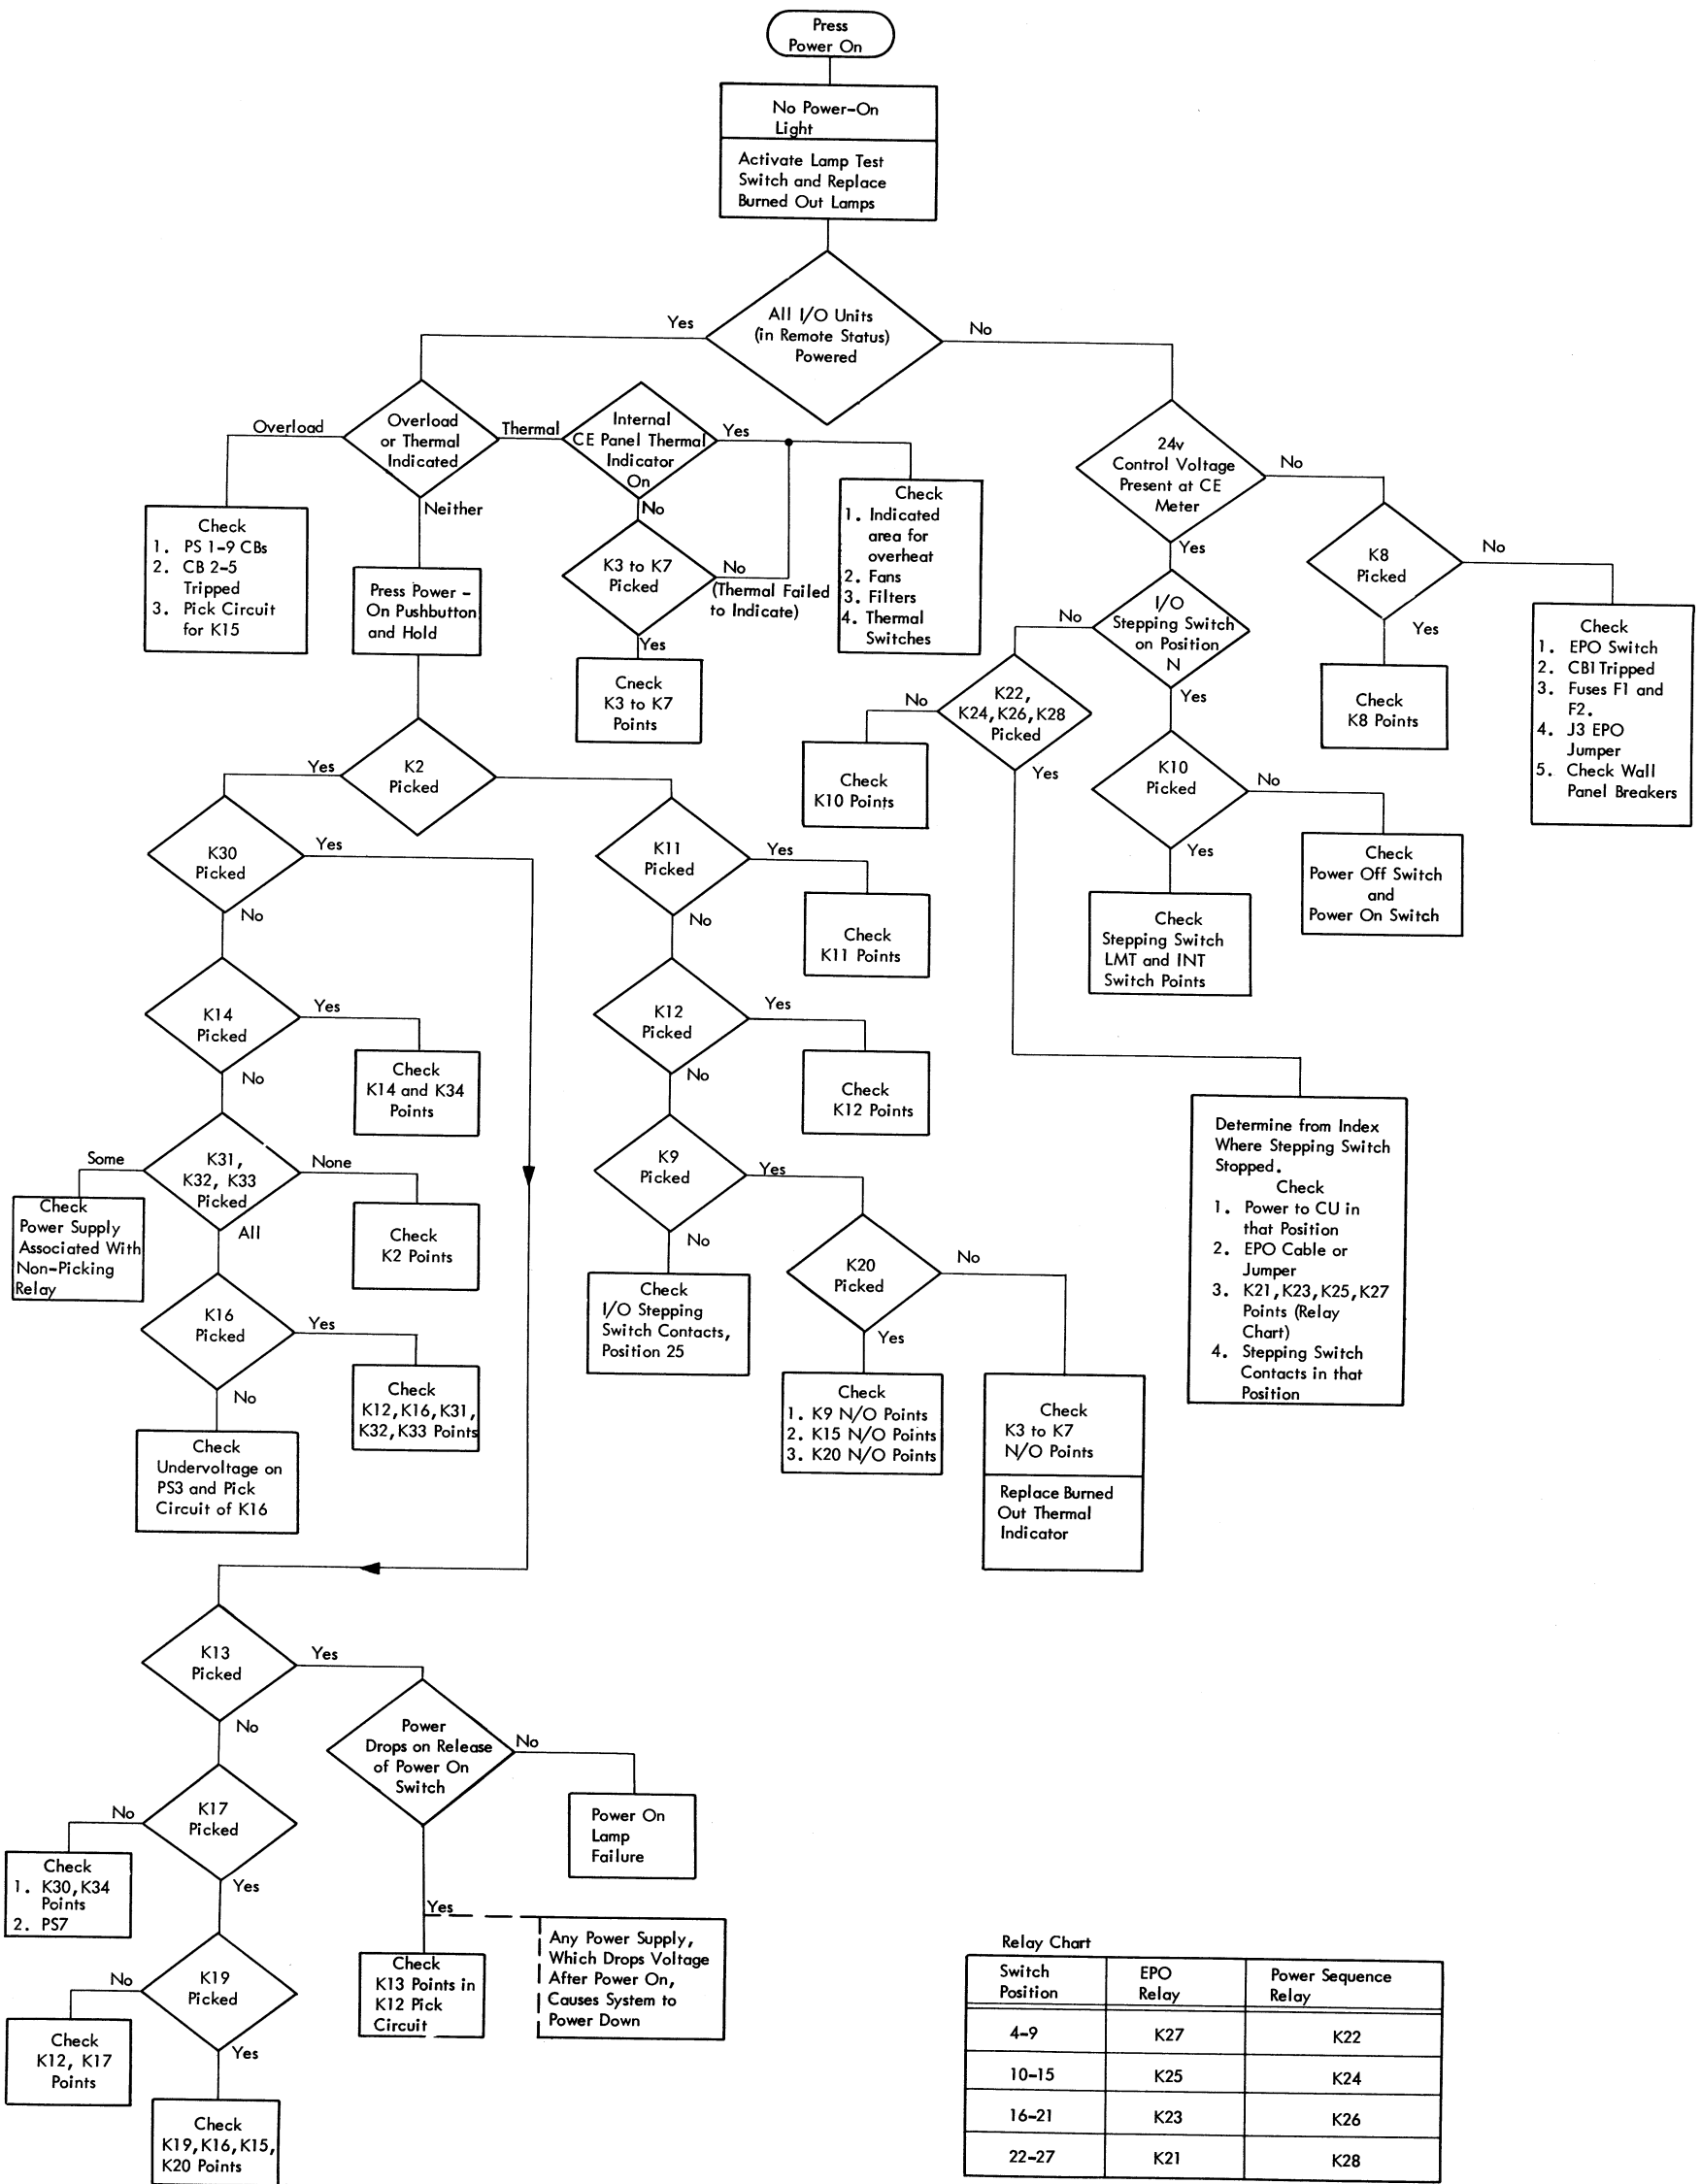 Press
Power On
No Power-On
Light
Activate Lamp Test
Switch and Replace
Burned Out Lamps
All I/O Units
(in Remote Status)
Powered
Yes
No
Overload
or Thermal
Indicated
Overload
Thermal
Neither
Internal
CE Panel Thermal
Indicator
On
Yes
No
Check
1. PS 1-9 CBs
2. CB 2-5
Tripped
3. Pick Circuit
for K15
Press Power -
On Pushbutton
and Hold
K3 to K7
Picked
No
(Thermal Failed
to Indicate)
Yes
Cneck
K3 to K7
Points
Check
1. Indicated
area for
overheat
2. Fans
3. Filters
4. Thermal
Switches
24v
Control Voltage
Present at CE
Meter
No
Yes
K8
Picked
No
Yes
Check
K8 Points
Check
1. EPO Switch
2. CB1 Tripped
3. Fuses F1 and
F2.
4. J3 EPO
Jumper
5. Check Wall
Panel Breakers
I/O
Stepping Switch
on Position
N
No
Yes
K22,
K24, K26, K28
Picked
No
Yes
Check
K10 Points
K10
Picked
No
Yes
Check
Power Off Switch
and
Power On Switch
Check
Stepping Switch
LMT and INT
Switch Points
Determine from Index
Where Stepping Switch
Stopped.
Check
1. Power to CU in
that Position
2. EPO Cable or
Jumper
3. K21, K23, K25, K27
Points (Relay
Chart)
4. Stepping Switch
Contacts in that
Position
K2
Picked
Yes
K30
Picked
Yes
No
K14
Picked
Yes
No
Check
K14 and K34
Points
K31,
K32, K33
Picked
Some
None
All
Check
Power Supply
Associated With
Non-Picking
Relay
Check
K2 Points
K16
Picked
Yes
No
Check
K12, K16, K31,
K32, K33 Points
Check
Undervoltage on
PS3 and Pick
Circuit of K16
K11
Picked
Yes
No
Check
K11 Points
K12
Picked
Yes
No
Check
K12 Points
K9
Picked
Yes
No
Check
I/O Stepping
Switch Contacts,
Position 25
K20
Picked
No
Yes
Check
1. K9 N/O Points
2. K15 N/O Points
3. K20 N/O Points
Check
K3 to K7
N/O Points
Replace Burned
Out Thermal
Indicator
K13
Picked
Yes
No
Power
Drops on Release
of Power On
Switch
No
Yes
Power On
Lamp
Failure
Check
K13 Points in
K12 Pick
Circuit
Any Power Supply,
Which Drops Voltage
After Power On,
Causes System to
Power Down
K17
Picked
No
Yes
Check
1. K30, K34
Points
2. PS7
K19
Picked
No
Yes
Check
K12, K17
Points
Check
K19, K16, K15,
K20 Points
Relay Chart
Switch Position EPO Relay Power Sequence Relay
4-9 K27 K22
10-15 K25 K24
16-21 K23 K26
22-27 K21 K28